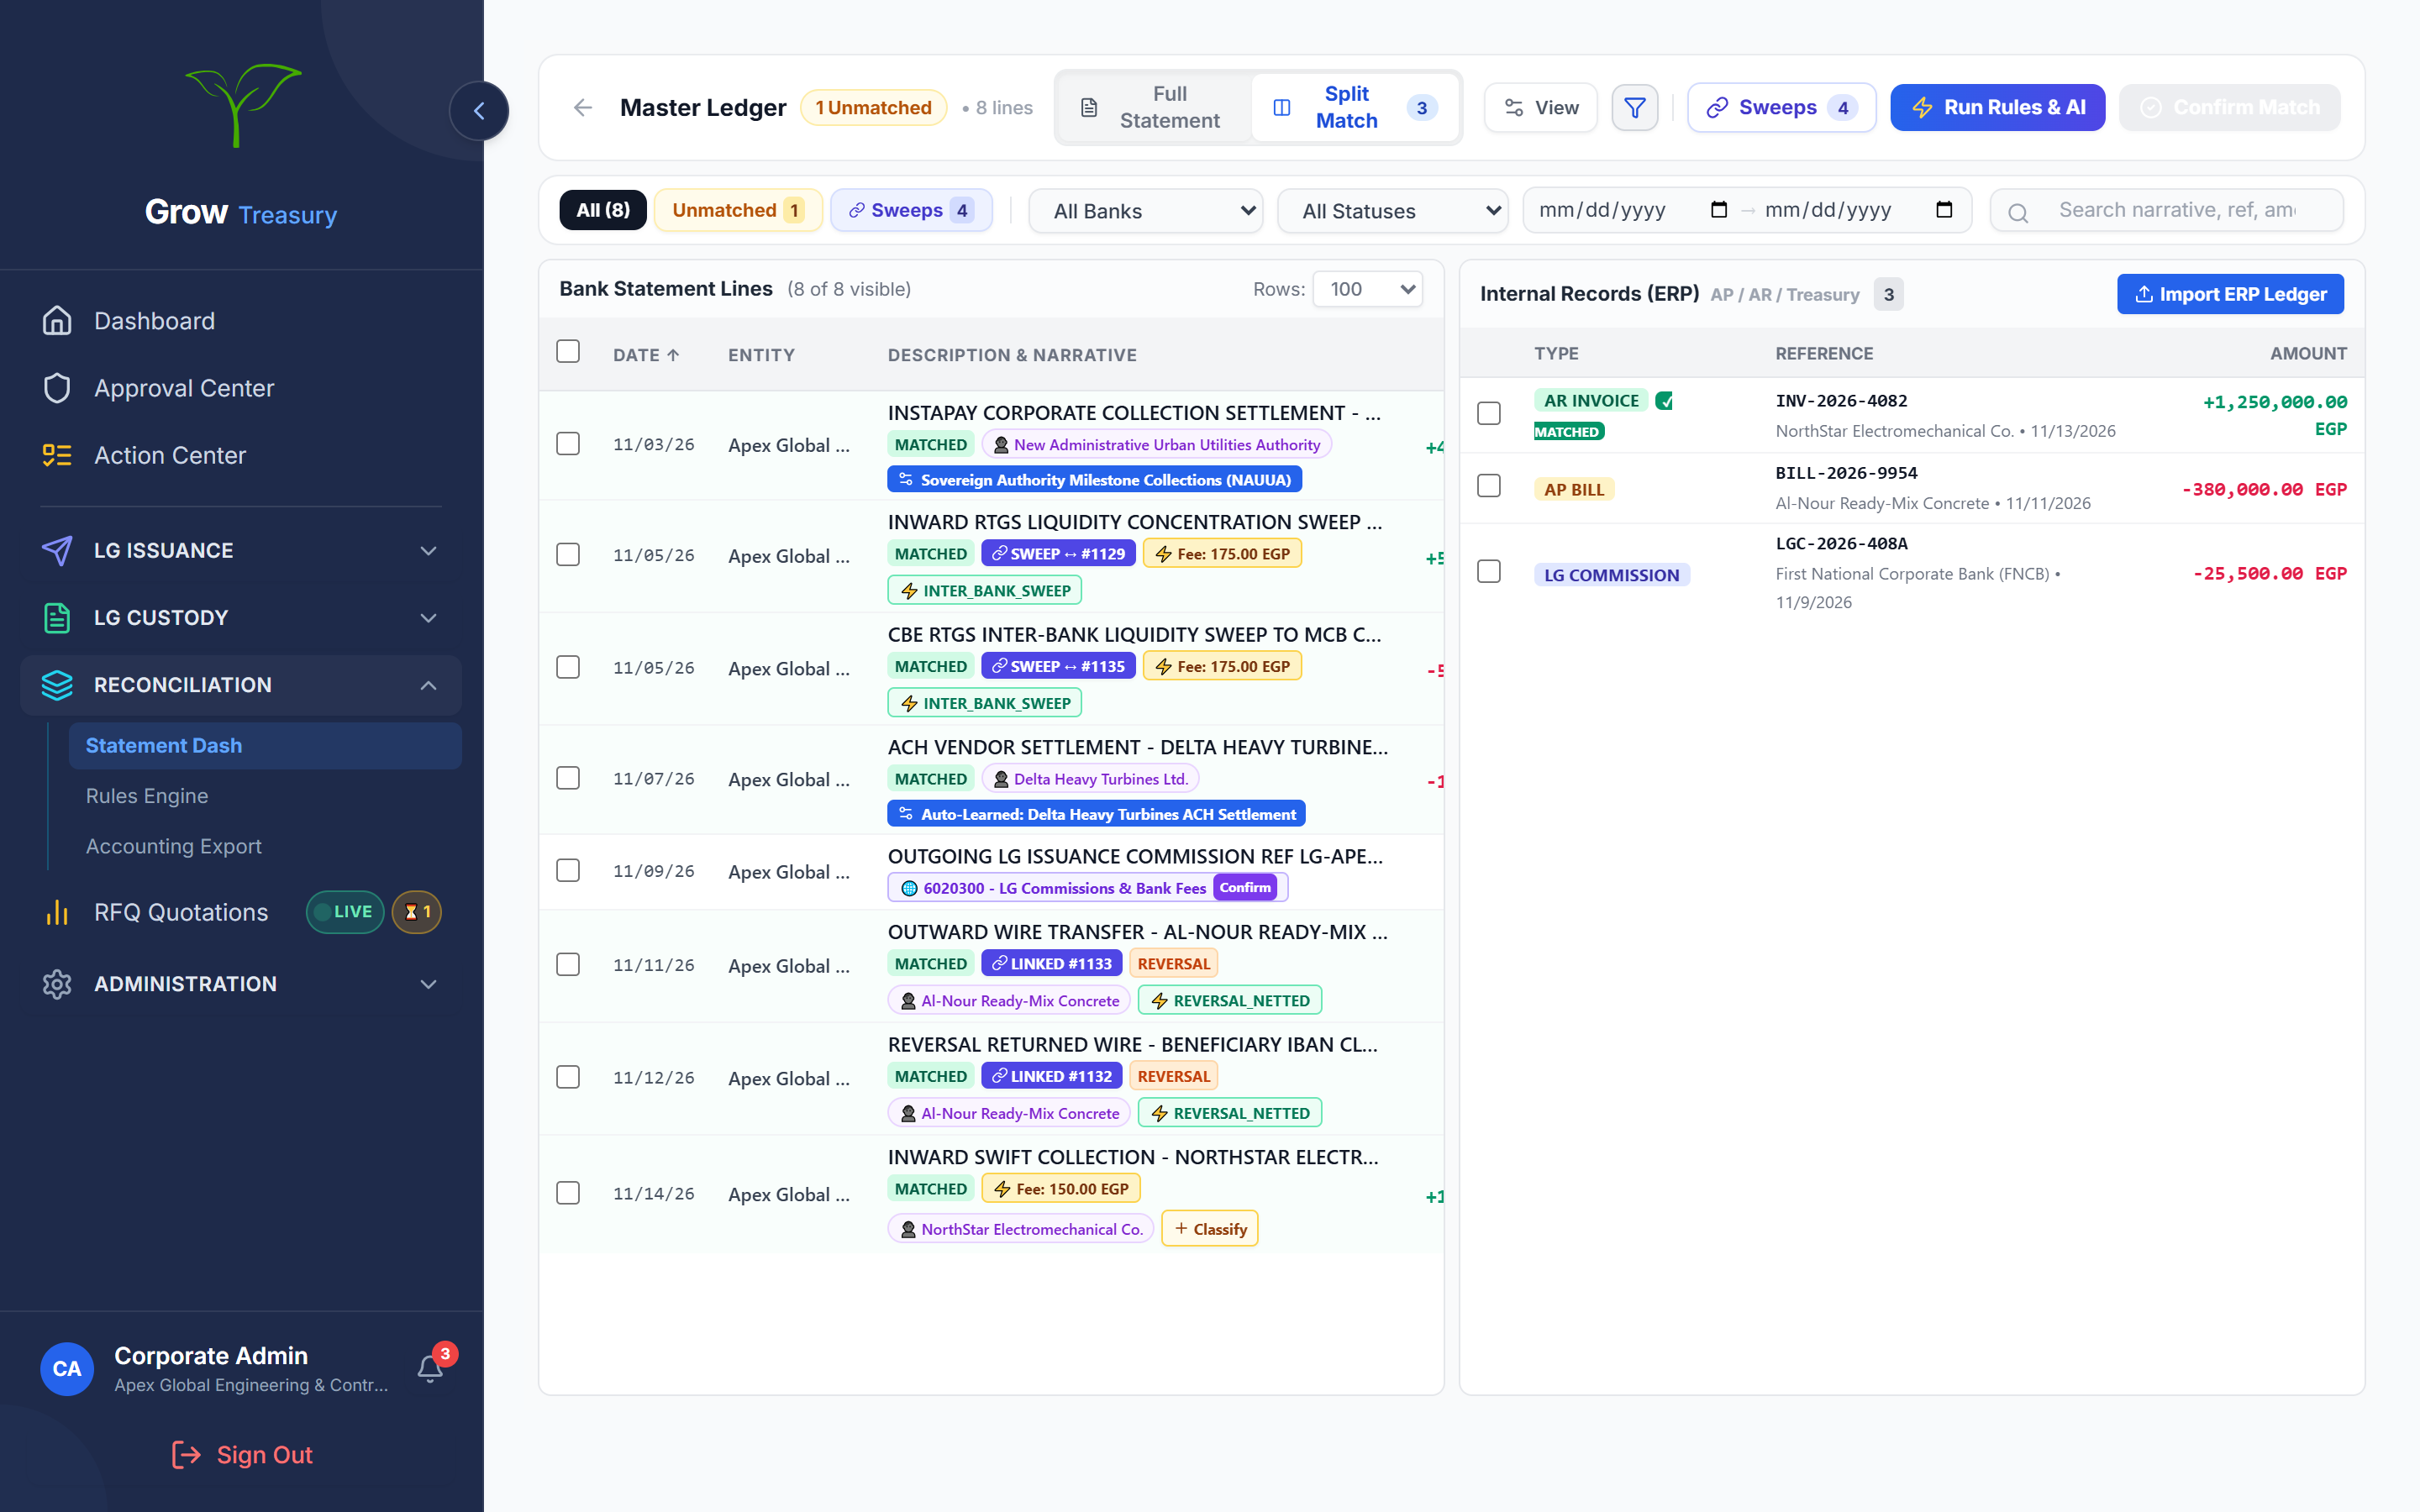 Grow Treasury
Dashboard
Approval Center
Action Center
LG ISSUANCE
LG CUSTODY
RECONCILIATION
Statement Dash
Rules Engine
Accounting Export
RFQ Quotations LIVE 1
ADMINISTRATION
CA
Corporate Admin
Apex Global Engineering & Contr...
3
Sign Out
Master Ledger
1 Unmatched
• 8 lines
Full
Statement
Split
Match
3
View
Sweeps 4
Run Rules & AI
Confirm Match
All (8)
Unmatched 1
Sweeps 4
All Banks
All Statuses
mm/dd/yyyy → mm/dd/yyyy
Search narrative, ref, am
Bank Statement Lines (8 of 8 visible)
Rows: 100
DATE ↑ ENTITY DESCRIPTION & NARRATIVE
11/03/26 Apex Global ...
INSTAPAY CORPORATE COLLECTION SETTLEMENT - ...
MATCHED New Administrative Urban Utilities Authority
Sovereign Authority Milestone Collections (NAUUA)
+4
11/05/26 Apex Global ...
INWARD RTGS LIQUIDITY CONCENTRATION SWEEP ...
MATCHED SWEEP ↔ #1129 Fee: 175.00 EGP
INTER_BANK_SWEEP
+5
11/05/26 Apex Global ...
CBE RTGS INTER-BANK LIQUIDITY SWEEP TO MCB C...
MATCHED SWEEP ↔ #1135 Fee: 175.00 EGP
INTER_BANK_SWEEP
-5
11/07/26 Apex Global ...
ACH VENDOR SETTLEMENT - DELTA HEAVY TURBINE...
MATCHED Delta Heavy Turbines Ltd.
Auto-Learned: Delta Heavy Turbines ACH Settlement
-1
11/09/26 Apex Global ...
OUTGOING LG ISSUANCE COMMISSION REF LG-APE...
6020300 - LG Commissions & Bank Fees Confirm
11/11/26 Apex Global ...
OUTWARD WIRE TRANSFER - AL-NOUR READY-MIX ...
MATCHED LINKED #1133 REVERSAL
Al-Nour Ready-Mix Concrete REVERSAL_NETTED
11/12/26 Apex Global ...
REVERSAL RETURNED WIRE - BENEFICIARY IBAN CL...
MATCHED LINKED #1132 REVERSAL
Al-Nour Ready-Mix Concrete REVERSAL_NETTED
11/14/26 Apex Global ...
INWARD SWIFT COLLECTION - NORTHSTAR ELECTR...
MATCHED Fee: 150.00 EGP
NorthStar Electromechanical Co. + Classify
+1
Internal Records (ERP) AP / AR / Treasury 3
Import ERP Ledger
TYPE REFERENCE AMOUNT
AR INVOICE
MATCHED
INV-2026-4082
NorthStar Electromechanical Co. • 11/13/2026
+1,250,000.00
EGP
AP BILL
BILL-2026-9954
Al-Nour Ready-Mix Concrete • 11/11/2026
-380,000.00 EGP
LG COMMISSION
LGC-2026-408A
First National Corporate Bank (FNCB) •
11/9/2026
-25,500.00 EGP